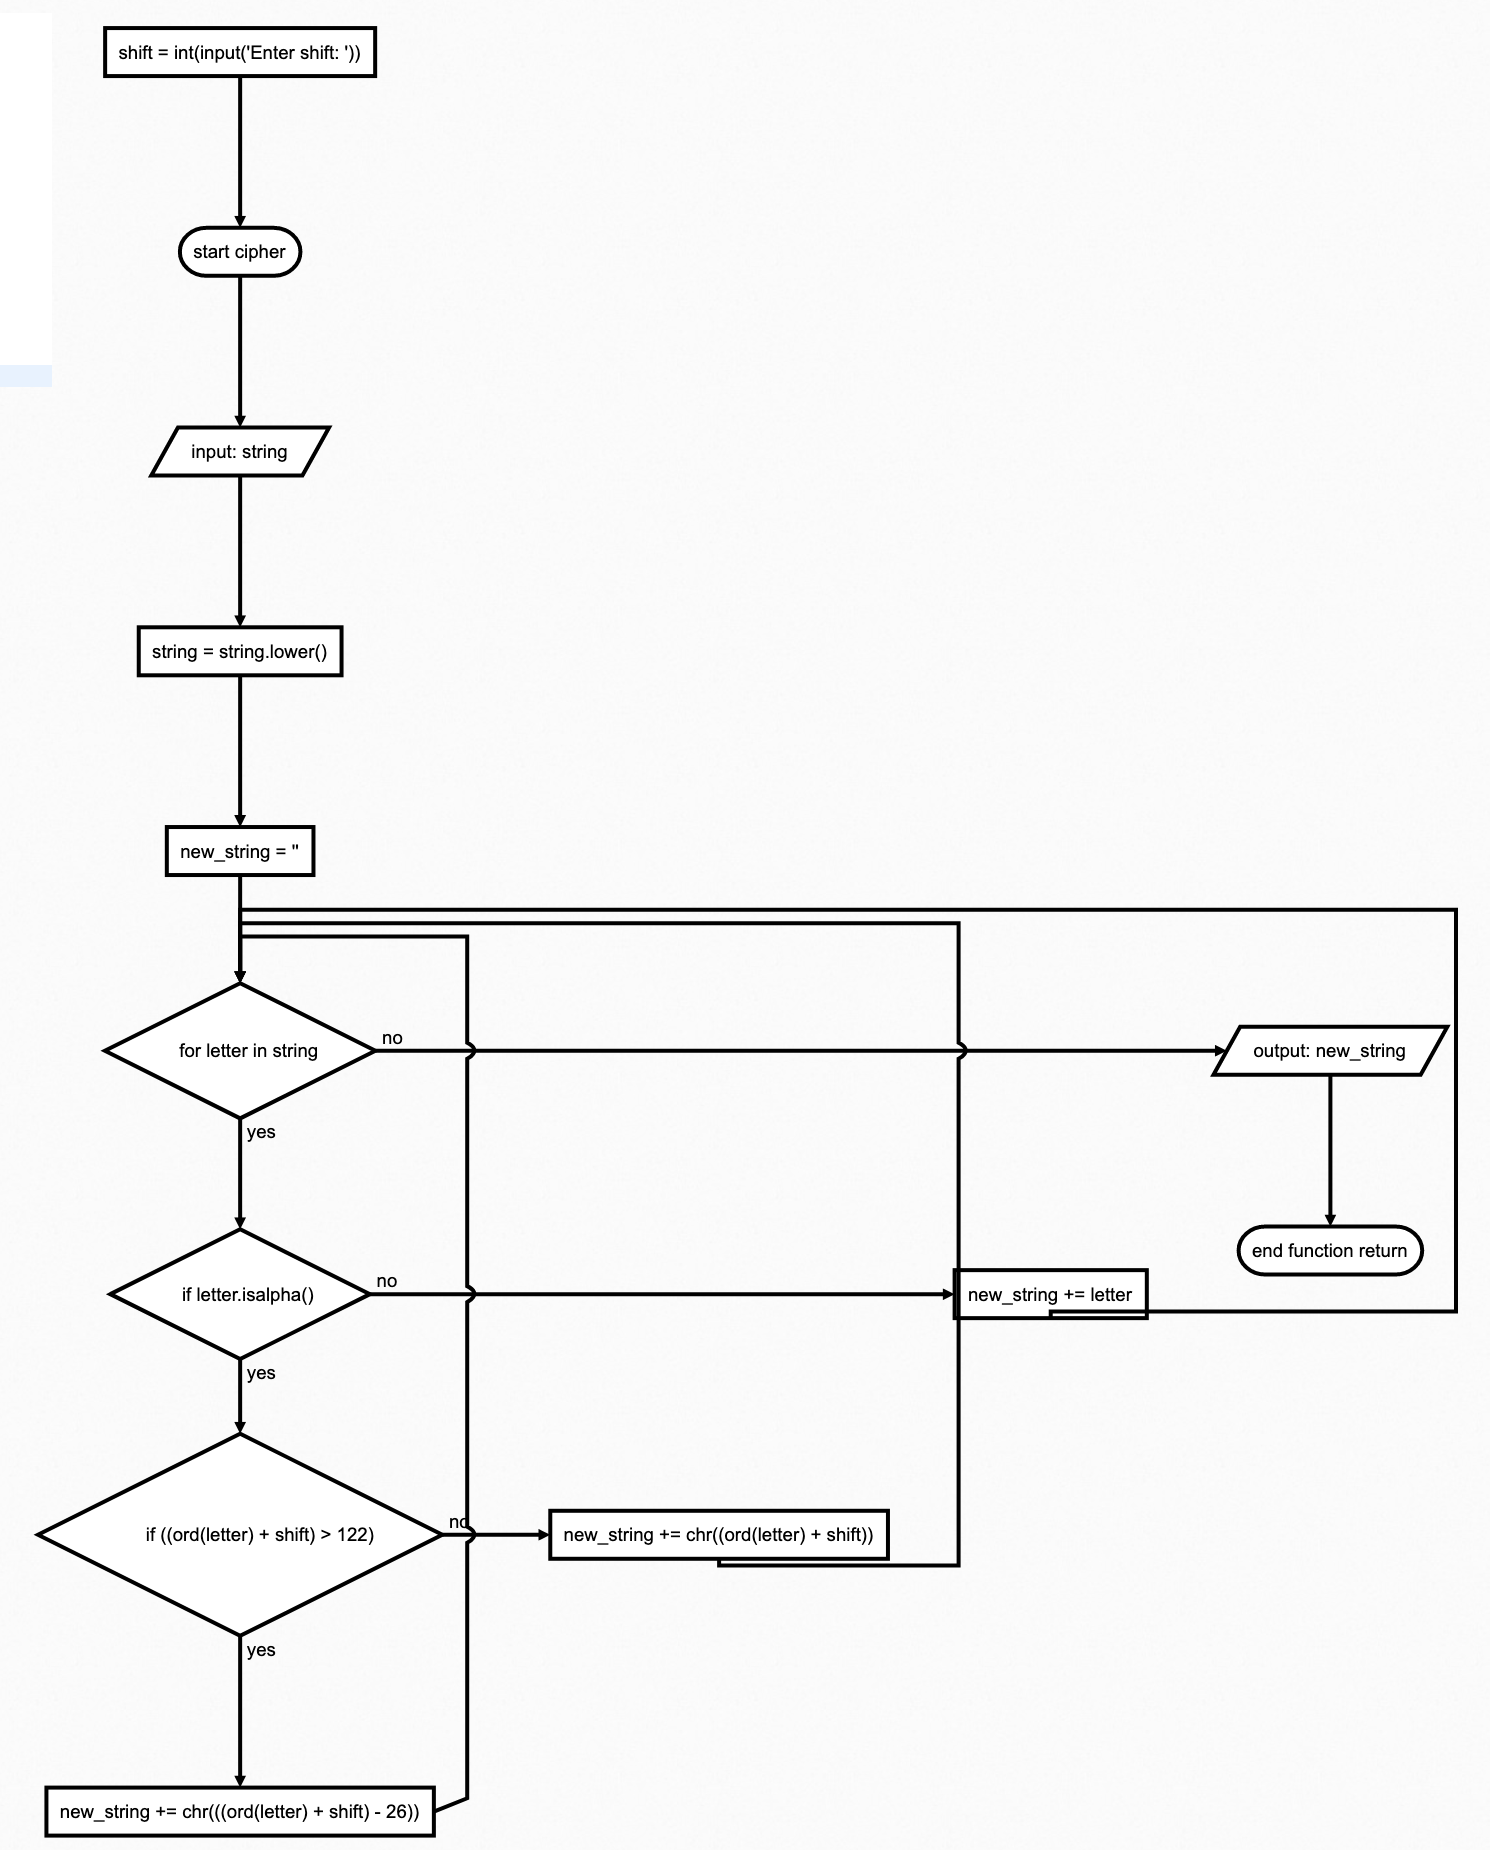 shift = int(input('Enter shift: '))
start cipher
input: string
string = string.lower()
new_string = ''
for letter in string
no
output: new_string
yes
end function return
if letter.isalpha()
no
new_string += letter
yes
if ((ord(letter) + shift) > 122)
no
new_string += chr((ord(letter) + shift))
yes
new_string += chr(((ord(letter) + shift) - 26))